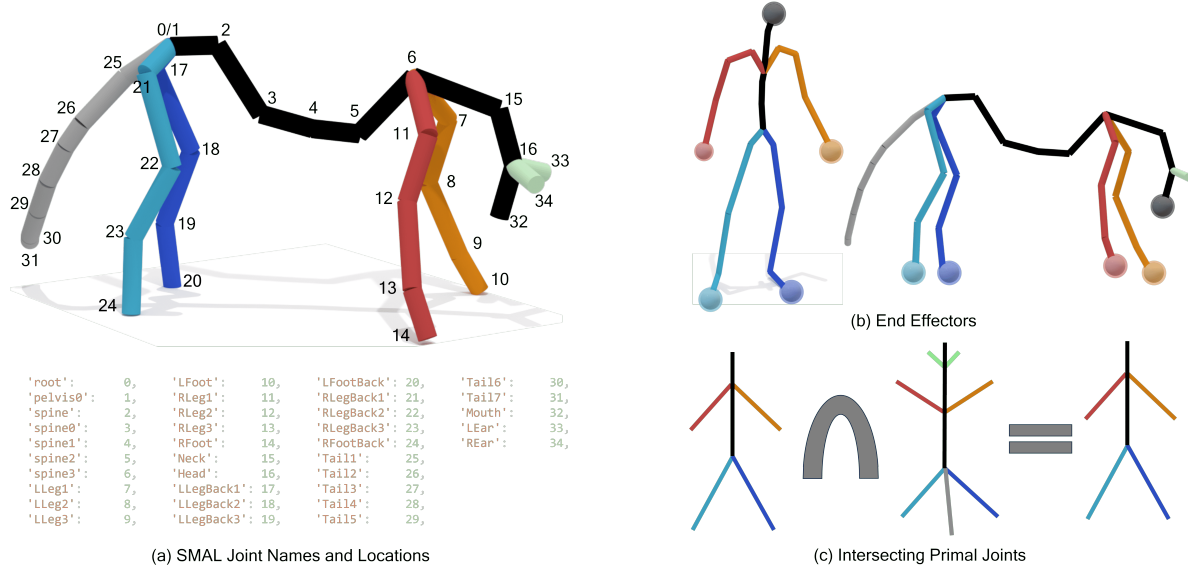 0/1
2
25
21
17
6
26
3
4
5
15
7
11
27
22
18
16
33
28
8
34
12
29
23
19
32
30
9
31
20
13
10
24
14
'root': 0, 'LFoot': 10, 'LFootBack': 20, 'Tail6': 30,
'pelvis0': 1, 'RLeg1': 11, 'RLegBack1': 21, 'Tail7': 31,
'spine': 2, 'RLeg2': 12, 'RLegBack2': 22, 'Mouth': 32,
'spine0': 3, 'RLeg3': 13, 'RLegBack3': 23, 'LEar': 33,
'spine1': 4, 'RFoot': 14, 'RFootBack': 24, 'REar': 34,
'spine2': 5, 'Neck': 15, 'Tail1': 25,
'spine3': 6, 'Head': 16, 'Tail2': 26,
'LLeg1': 7, 'LLegBack1': 17, 'Tail3': 27,
'LLeg2': 8, 'LLegBack2': 18, 'Tail4': 28,
'LLeg3': 9, 'LLegBack3': 19, 'Tail5': 29,
(a) SMAL Joint Names and Locations
(b) End Effectors
(c) Intersecting Primal Joints